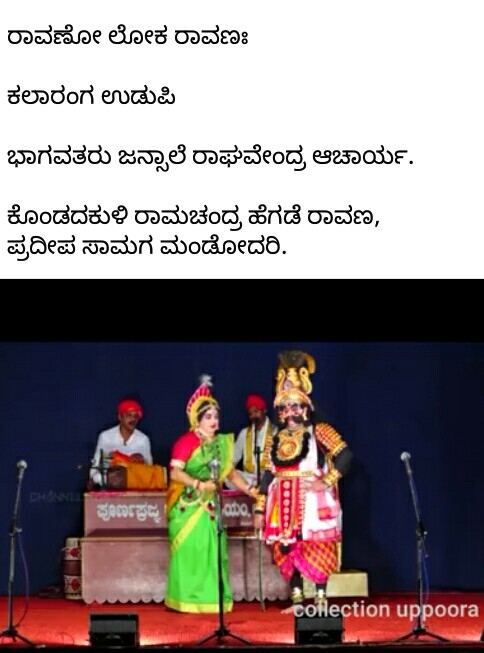 ರಾವಣೋ ಲೋಕ ರಾವಣಃ
ಕಲಾರಂಗ ಉಡುಪಿ
ಭಾಗವತರು ಜನ್ಸಾಲೆ ರಾಘವೇಂದ್ರ ಆಚಾರ್ಯ.
ಕೊಂಡದಕುಳಿ ರಾಮಚಂದ್ರ ಹೆಗಡೆ ರಾವಣ,
ಪ್ರದೀಪ ಸಾಮಗ ಮಂಡೋದರಿ.
ಪೂರ್ಣಪ್ರಜ್ಞ
collection uppoora